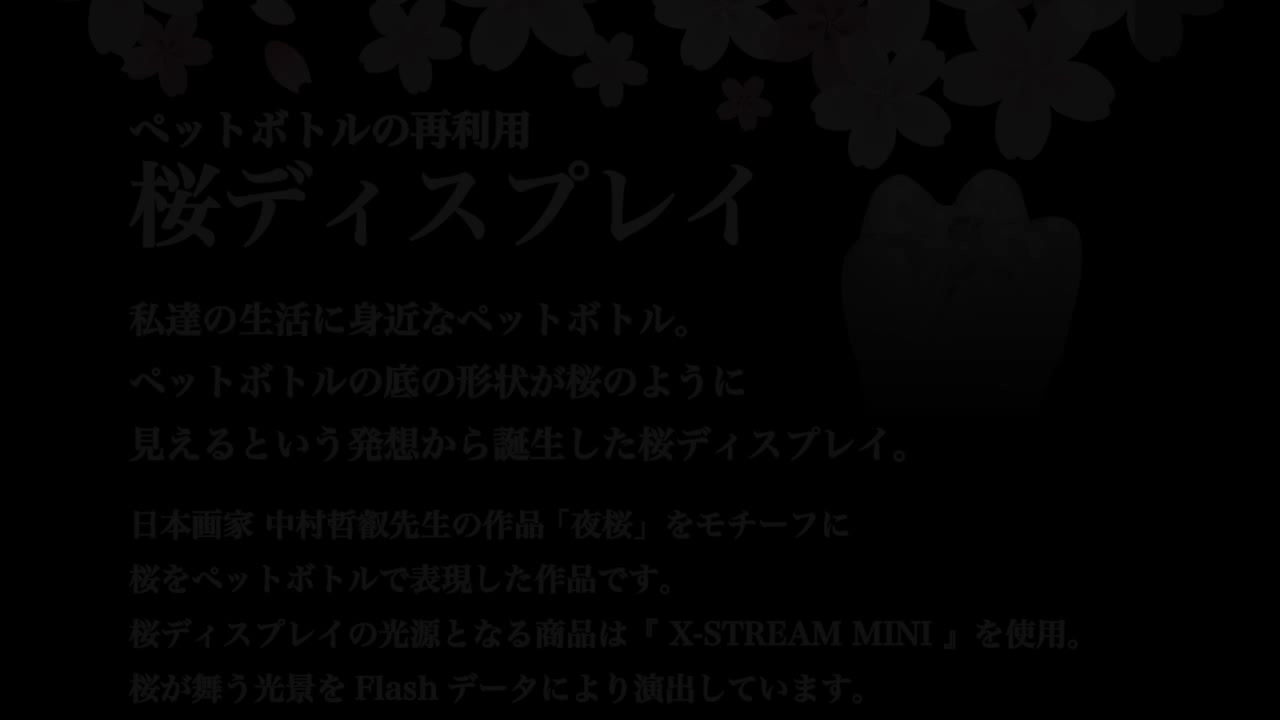 ペットボトルの再利用
桜ディスプレイ
私達の生活に身近なペットボトル。
ペットボトルの底の形状が桜のように
見えるという発想から誕生した桜ディスプレイ。
日本画家 中村哲叡先生の作品「夜桜」をモチーフに
桜をペットボトルで表現した作品です。
桜ディスプレイの光源となる商品は『 X-STREAM MINI 』を使用。
桜が舞う光景を Flash データにより演出しています。